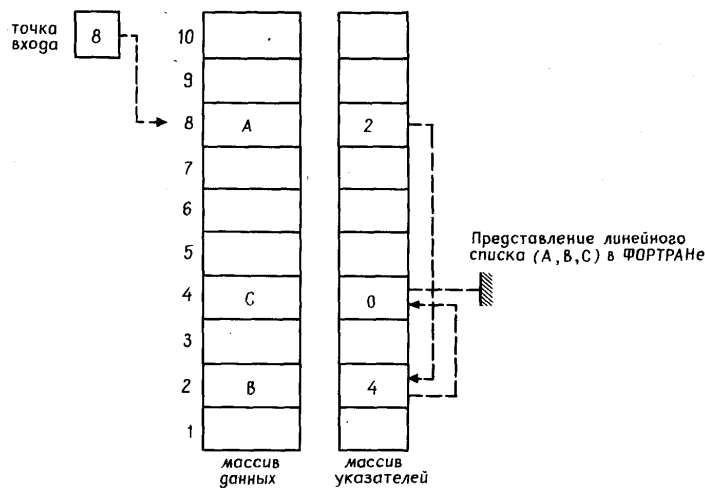 точка
входа
8
10
9
8 A 2
7
6
5
Представление линейного
списка (A,B,C) в ФОРТРАНе
4 C 0
3
2 B 4
1
массив
данных
массив
указателей